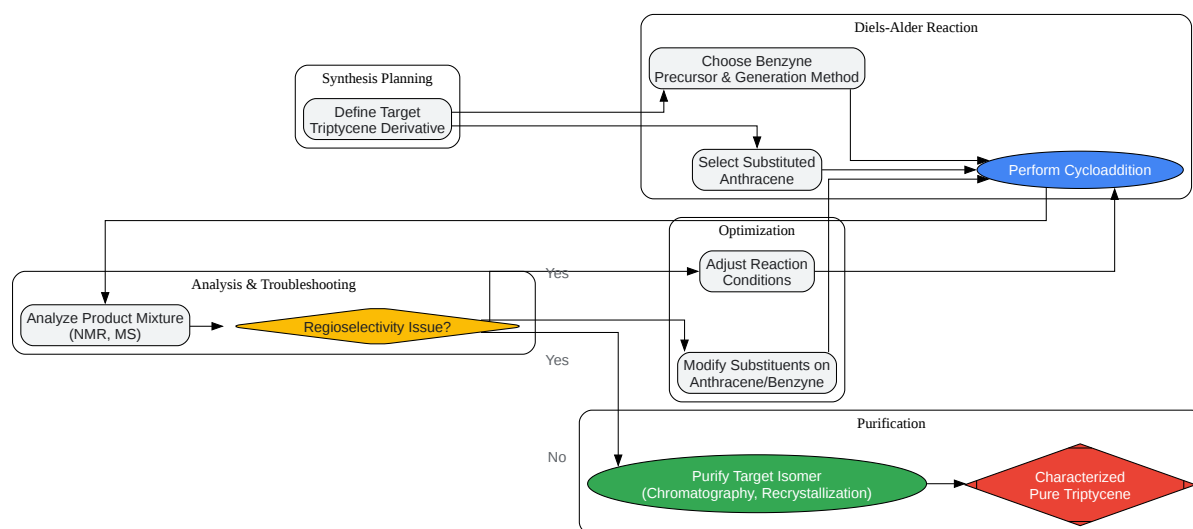 Diels-Alder Reaction
Choose Benzyne
Precursor & Generation Method
Synthesis Planning
Define Target
Triptycene Derivative
Select Substituted
Anthracene
Perform Cycloaddition
Optimization
Adjust Reaction
Conditions
Yes
Analysis & Troubleshooting
Analyze Product Mixture
(NMR, MS)
Regioselectivity Issue?
Yes
Modify Substituents on
Anthracene/Benzyne
Purification
No
Purify Target Isomer
(Chromatography, Recrystallization)
Characterized
Pure Triptycene